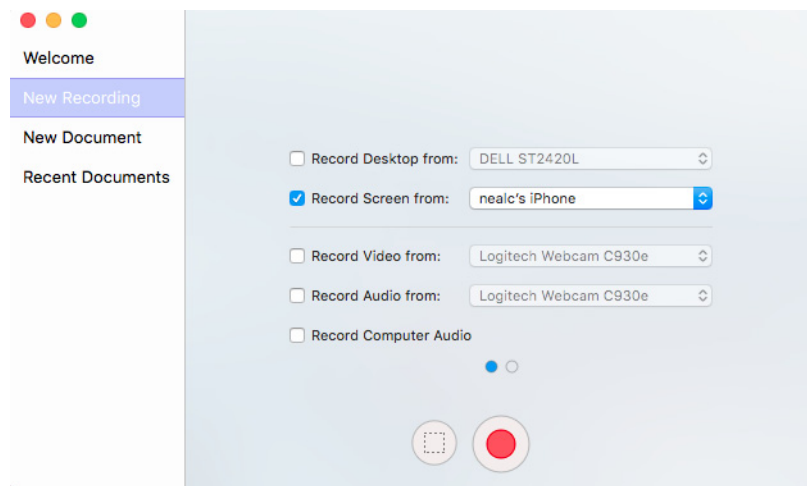 Welcome
New Recording
New Document
Recent Documents
Record Desktop from: DELL ST2420L
Record Screen from: nealc's iPhone
Record Video from: Logitech Webcam C930e
Record Audio from: Logitech Webcam C930e
Record Computer Audio